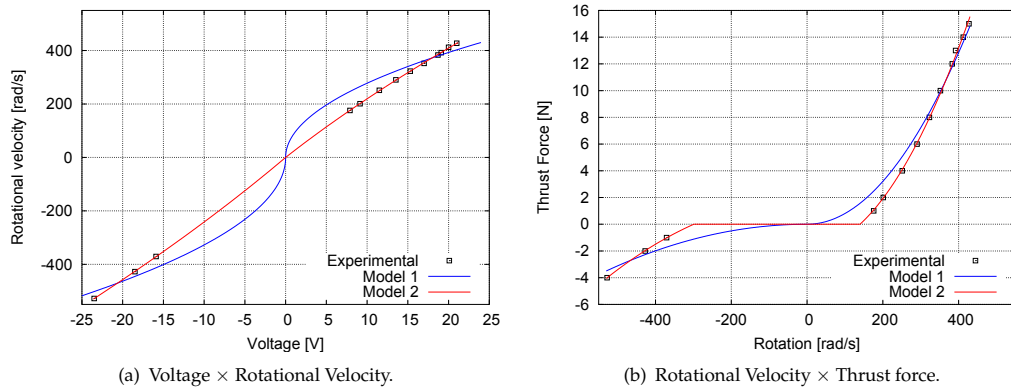 400
200
0
-200
-400
Rotational velocity [rad/s]
-25 -20 -15 -10 -5 0 5 10 15 20 25
Voltage [V]
Experimental
Model 1
Model 2
(a) Voltage × Rotational Velocity.
16
14
12
10
8
6
4
2
0
-2
-4
-6
Thrust Force [N]
-400 -200 0 200 400
Rotation [rad/s]
Experimental
Model 1
Model 2
(b) Rotational Velocity × Thrust force.